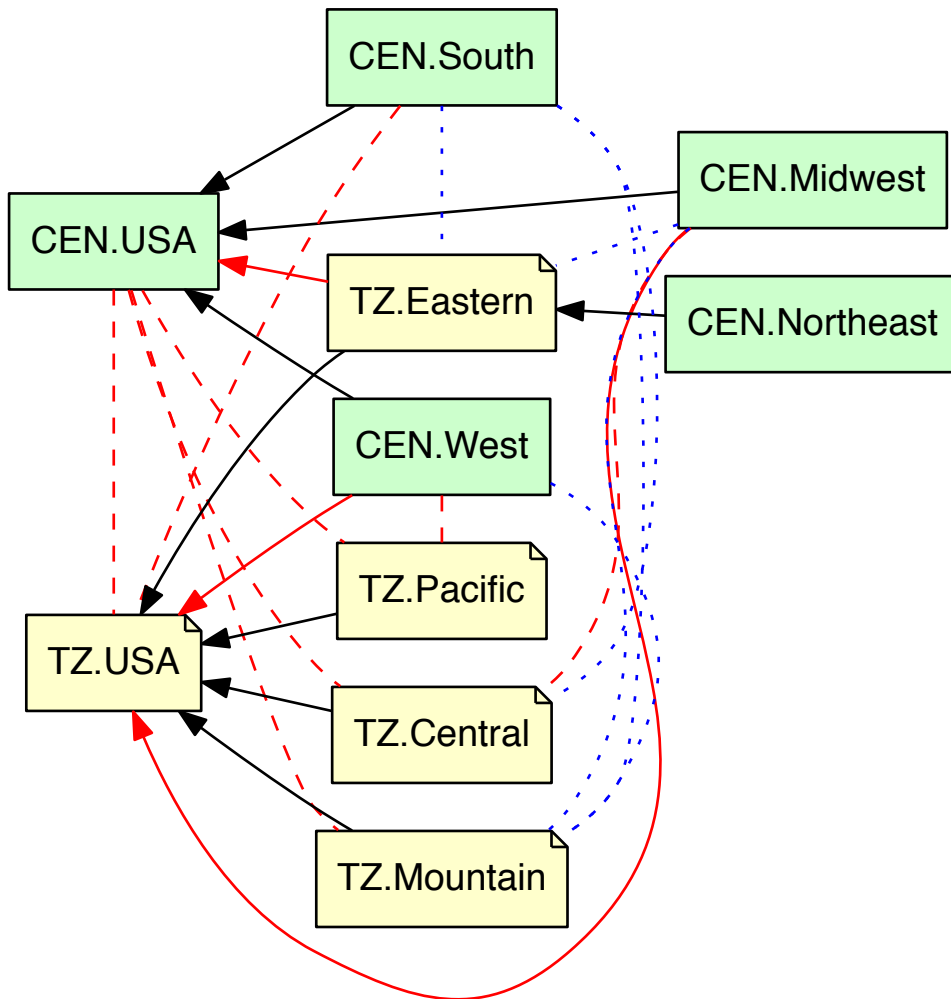 CEN.South
CEN.Midwest
CEN.USA
TZ.Eastern
CEN.Northeast
CEN.West
TZ.Pacific
TZ.USA
TZ.Central
TZ.Mountain